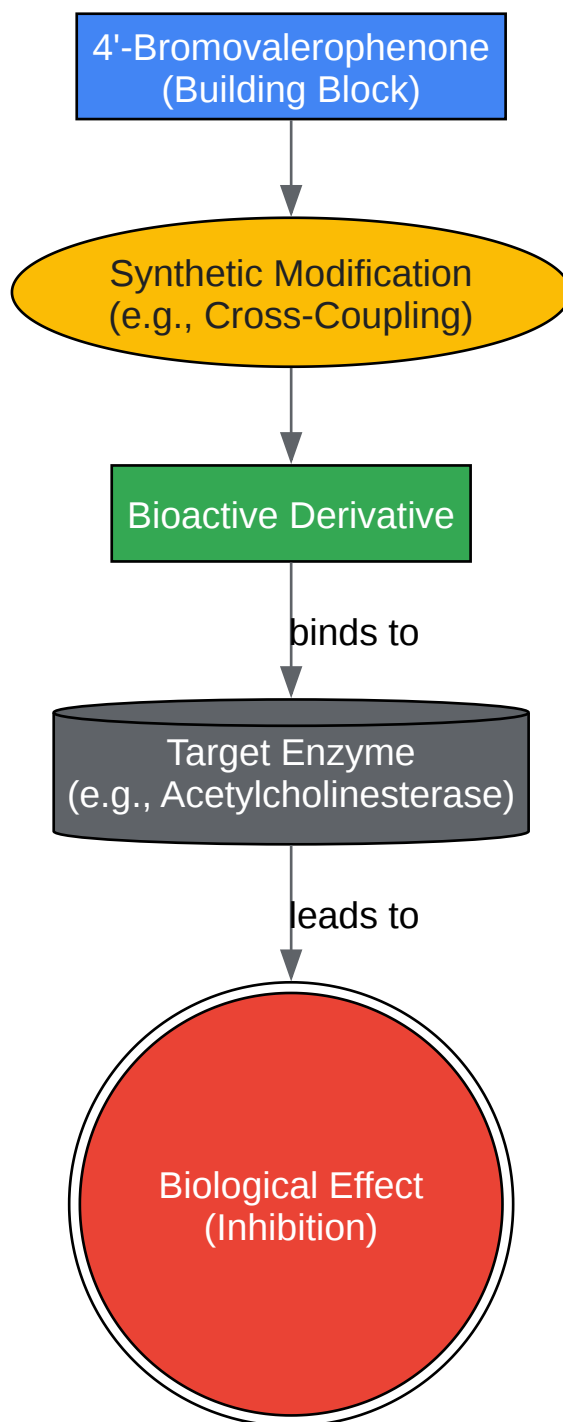 4'-Bromovalerophenone
(Building Block)
Synthetic Modification
(e.g., Cross-Coupling)
Bioactive Derivative
binds to
Target Enzyme
(e.g., Acetylcholinesterase)
leads to
Biological Effect
(Inhibition)